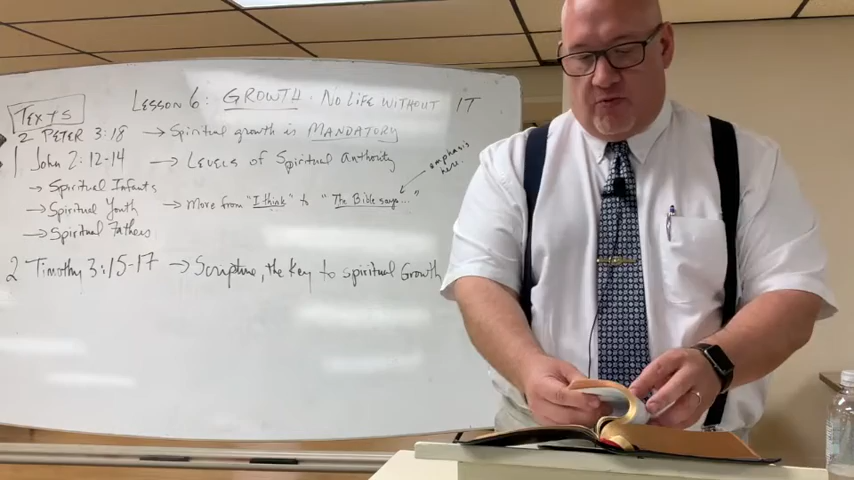 TEXTS
LESSON 6: GROWTH - NO LIFE WITHOUT IT
2 PETER 3:18 → Spiritual growth is MANDATORY
1 John 2:12-14 → LEVELS OF Spiritual Authority
emphasis here.
→ Spiritual Infants
→ Spiritual Youth → More from "I think" to "The Bible says..."
→ Spiritual Fathers
2 Timothy 3:15-17 → Scripture, the Key to spiritual Growth